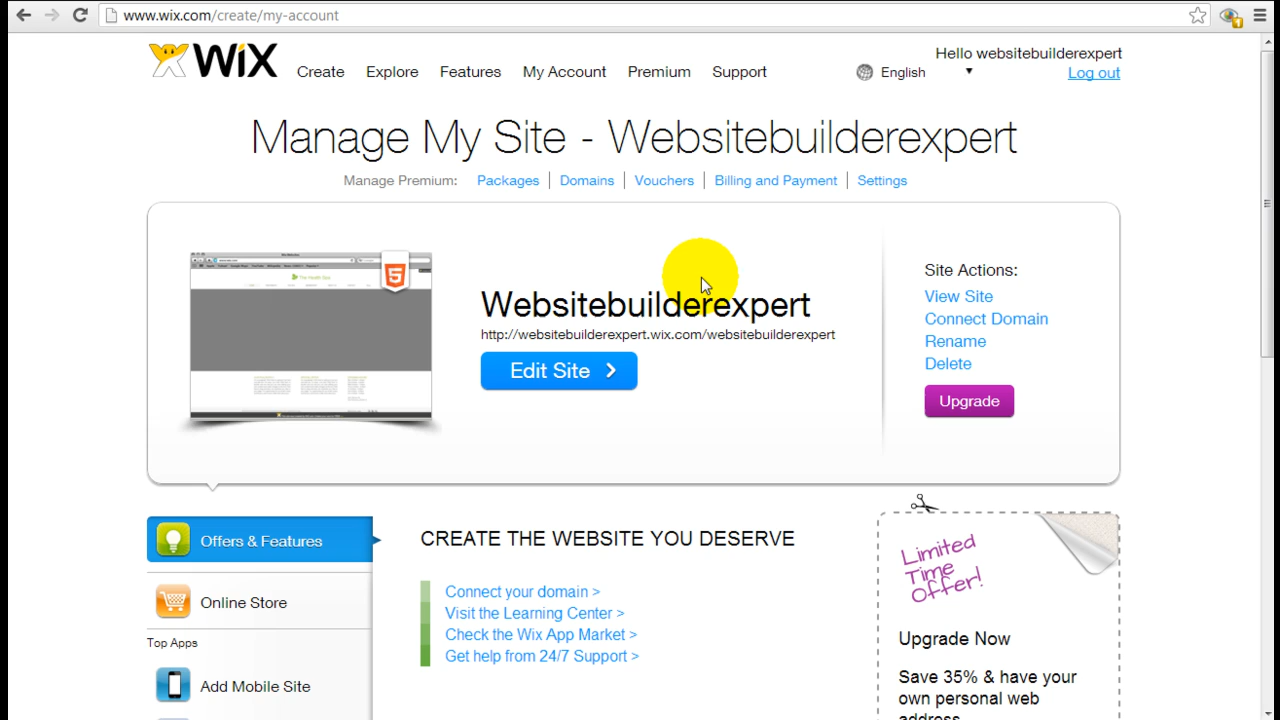 www.wix.com/create/my-account
1
Hello websitebuilderexpert
WiX
Create Explore Features My Account Premium Support
English
Log out
Manage My Site - Websitebuilderexpert
Manage Premium: Packages Domains Vouchers Billing and Payment Settings
5
Websitebuilderexpert
http://websitebuilderexpert.wix.com/websitebuilderexpert
Edit Site >
Site Actions:
View Site
Connect Domain
Rename
Delete
Upgrade
Offers & Features
Online Store
Top Apps
Add Mobile Site
CREATE THE WEBSITE YOU DESERVE
Connect your domain >
Visit the Learning Center >
Check the Wix App Market >
Get help from 24/7 Support >
Limited
Time
Offer!
Upgrade Now
Save 35% & have your
own personal web
address